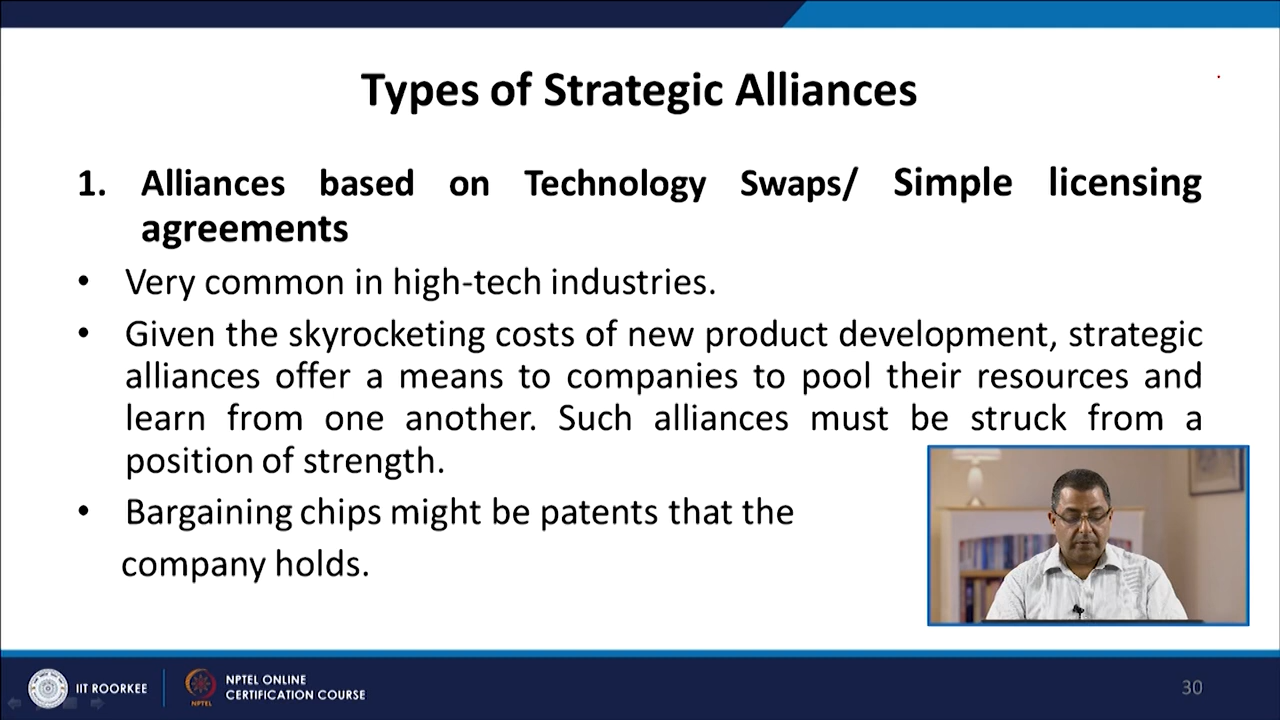 Types of Strategic Alliances
1. Alliances based on Technology Swaps/ Simple licensing
agreements
• Very common in high-tech industries.
• Given the skyrocketing costs of new product development, strategic
alliances offer a means to companies to pool their resources and
learn from one another. Such alliances must be struck from a
position of strength.
• Bargaining chips might be patents that the
company holds.
IIT ROORKEE
NPTEL
NPTEL ONLINE
CERTIFICATION COURSE
30